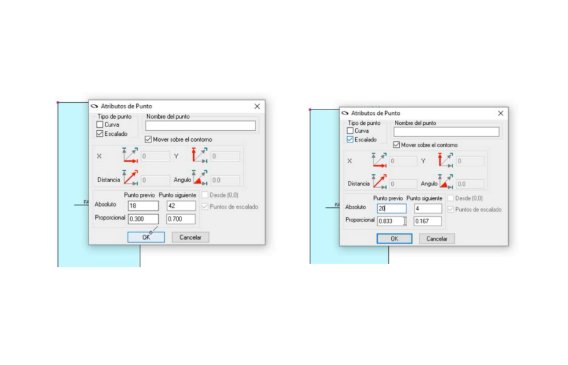 Atributos de Punto
Tipo de punto Nombre del punto
Curva
Escalado
Mover sobre el contorno
X 0 Y 0
Distancia 0 Angulo 0.0
Punto previo Punto siguiente Desde (0,0)
Absoluto 18 42 Puntos de escalado
Proporcional 0.300 0.700
OK Cancelar
Atributos de Punto
Tipo de punto Nombre del punto
Curva
Escalado
Mover sobre el contorno
X 0 Y 0
Distancia 0 Angulo 0.0
Punto previo Punto siguiente Desde (0,0)
Absoluto 20 4 Puntos de escalado
Proporcional 0.833 0.167
OK Cancelar